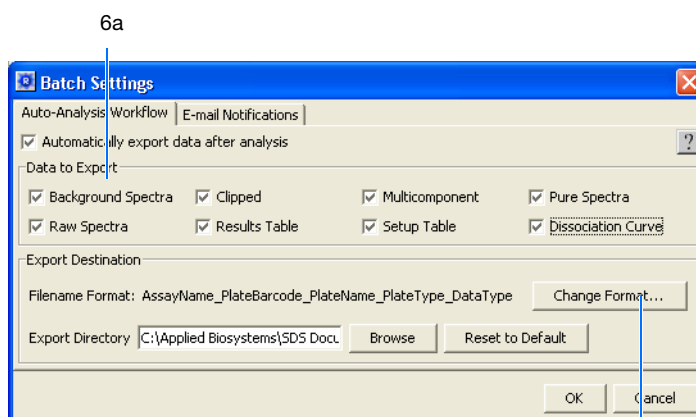 6a
R Batch Settings
Auto-Analysis Workflow E-mail Notifications
Automatically export data after analysis ?
Data to Export
Background Spectra Clipped Multicomponent Pure Spectra
Raw Spectra Results Table Setup Table Dissociation Curve
Export Destination
Filename Format: AssayName_PlateBarcode_PlateName_PlateType_DataType Change Format...
Export Directory C:\Applied Biosystems\SDS Docu Browse Reset to Default
OK Cancel